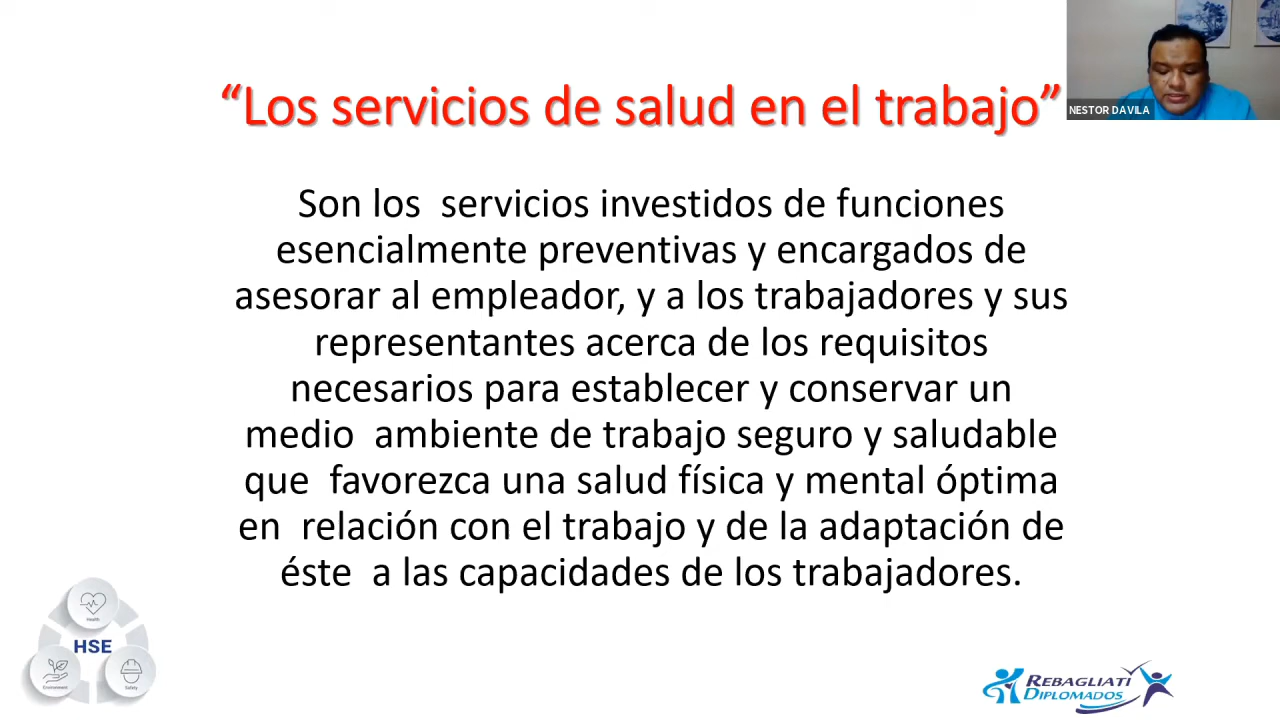 “Los servicios de salud en el trabajo”
NESTOR DAVILA
Son los servicios investidos de funciones
esencialmente preventivas y encargados de
asesorar al empleador, y a los trabajadores y sus
representantes acerca de los requisitos
necesarios para establecer y conservar un
medio ambiente de trabajo seguro y saludable
que favorezca una salud física y mental óptima
en relación con el trabajo y de la adaptación de
éste a las capacidades de los trabajadores.
Health
HSE
Environment
Safety
REBAGLIATI
DIPLOMADOS